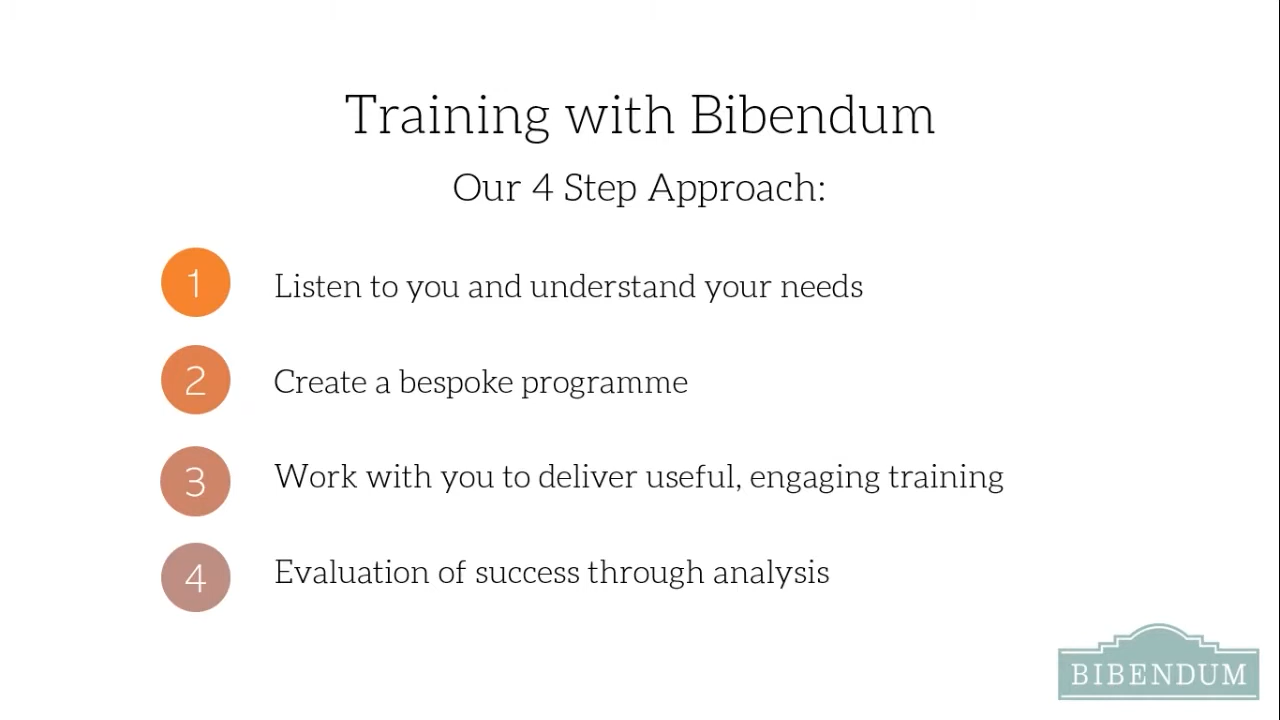 Training with Bibendum
Our 4 Step Approach:
1 Listen to you and understand your needs
2 Create a bespoke programme
3 Work with you to deliver useful, engaging training
4 Evaluation of success through analysis
BIBENDUM